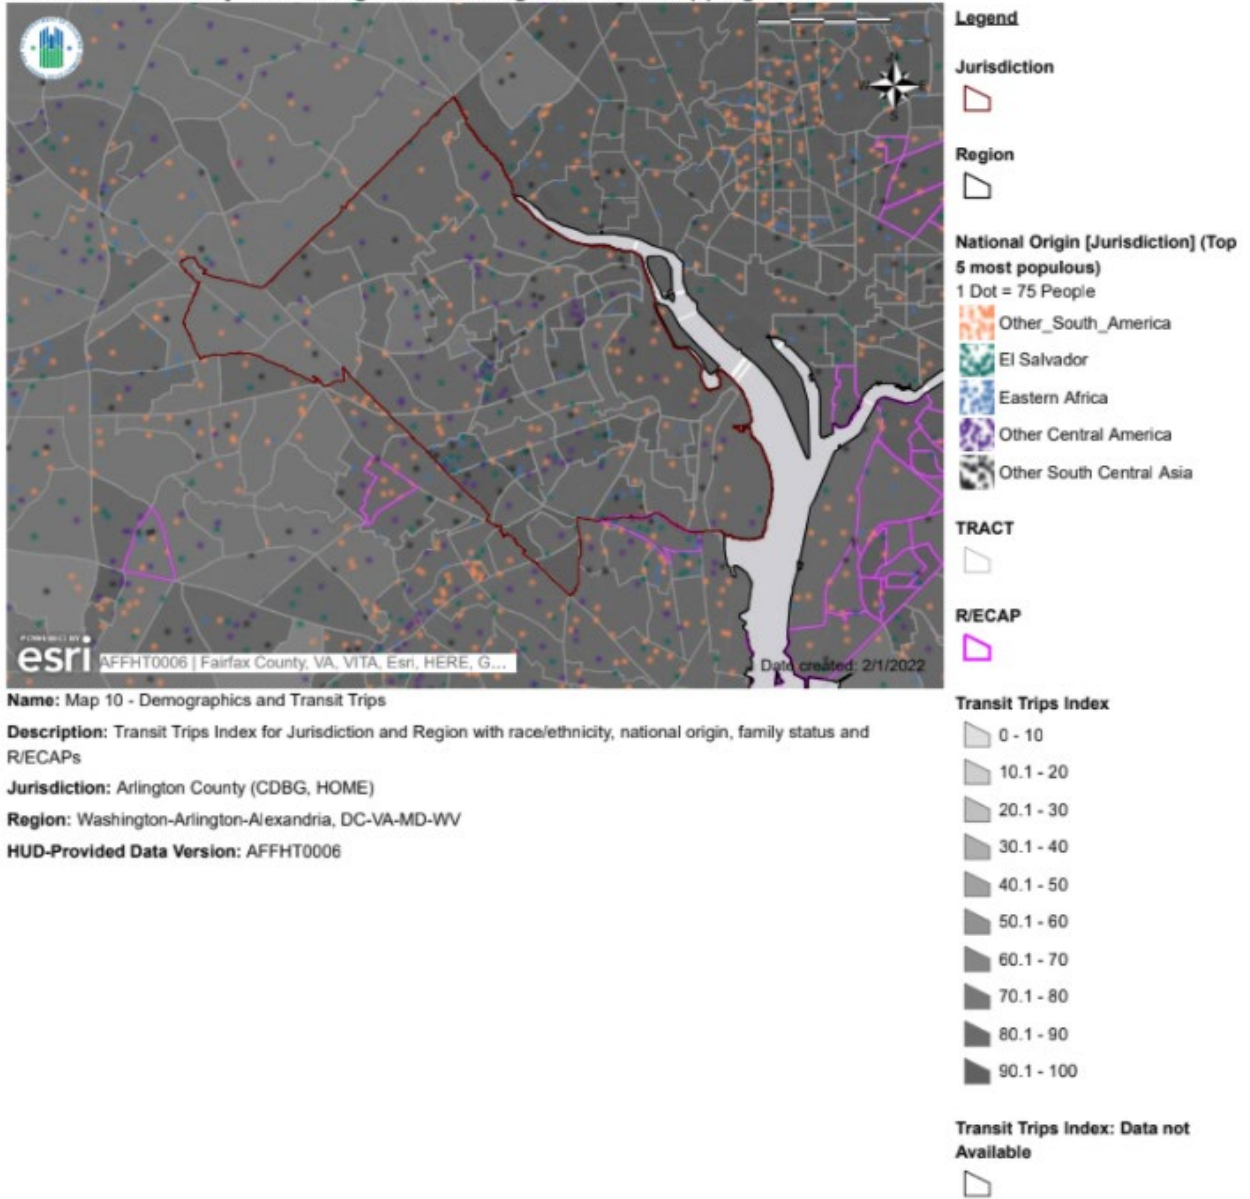 Legend
Jurisdiction
Region
National Origin [Jurisdiction] (Top
5 most populous)
1 Dot = 75 People
Other_South_America
El Salvador
Eastern Africa
Other Central America
Other South Central Asia
TRACT
R/ECAP
Transit Trips Index
0 - 10
10.1 - 20
20.1 - 30
30.1 - 40
40.1 - 50
50.1 - 60
60.1 - 70
70.1 - 80
80.1 - 90
90.1 - 100
Transit Trips Index: Data not
Available
N
W E
S
POWERED BY
esri
AFFHT0006 | Fairfax County, VA, VITA, Esri, HERE, G...
Date created: 2/1/2022
Name: Map 10 - Demographics and Transit Trips
Description: Transit Trips Index for Jurisdiction and Region with race/ethnicity, national origin, family status and
R/ECAPs
Jurisdiction: Arlington County (CDBG, HOME)
Region: Washington-Arlington-Alexandria, DC-VA-MD-WV
HUD-Provided Data Version: AFFHT0006